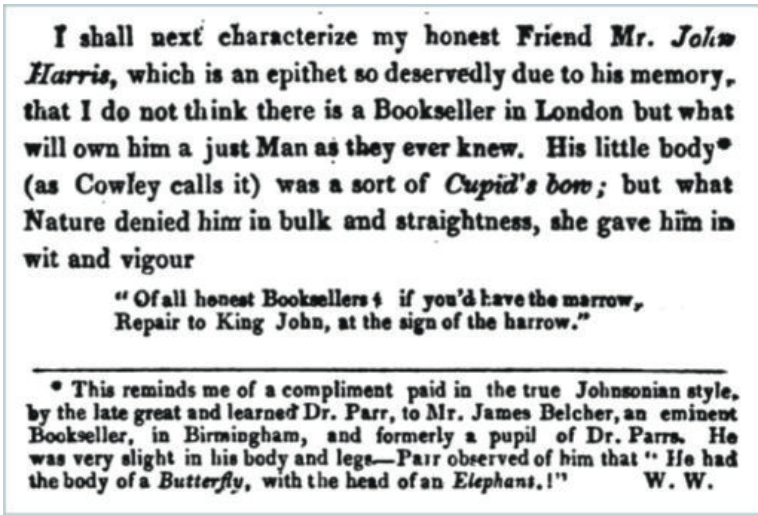 I shall next characterize my honest Friend Mr. John
Harris, which is an epithet so deservedly due to his memory,
that I do not think there is a Bookseller in London but what
will own him a just Man as they ever knew. His little body*
(as Cowley calls it) was a sort of Cupid's bow; but what
Nature denied him in bulk and straightness, she gave him in
wit and vigour
"Of all honest Booksellers; if you'd have the marrow,
Repair to King John, at the sign of the harrow."
* This reminds me of a compliment paid in the true Johnsonian style,
by the late great and learned Dr. Parr, to Mr. James Belcher, an eminent
Bookseller, in Birmingham, and formerly a pupil of Dr. Parrs. He
was very slight in his body and legs—Parr observed of him that "He had
the body of a Butterfly, with the head of an Elephant.!" W. W.